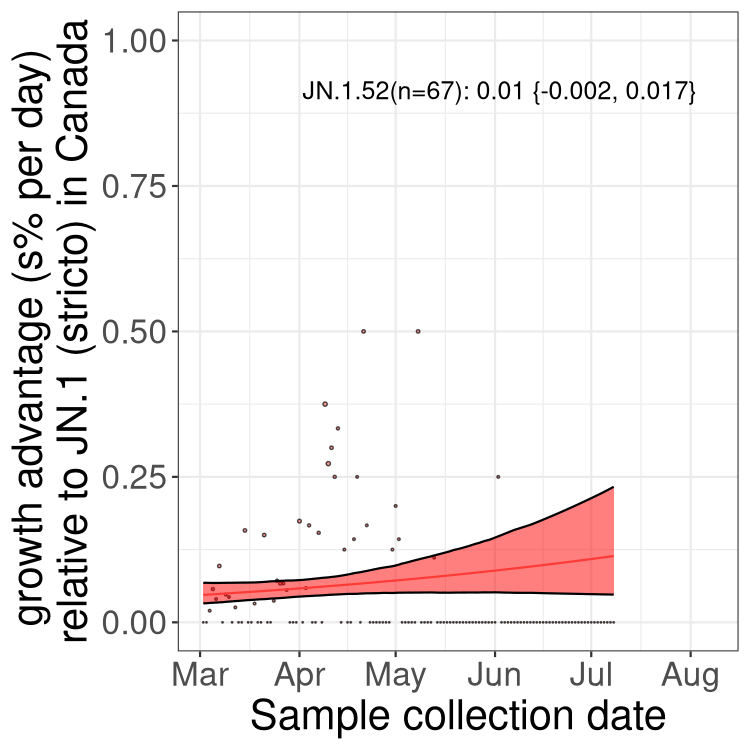 growth advantage (s% per day)
relative to JN.1 (stricto) in Canada
1.00
0.75
0.50
0.25
0.00
JN.1.52(n=67): 0.01 {-0.002, 0.017}
Mar Apr May Jun Jul Aug
Sample collection date